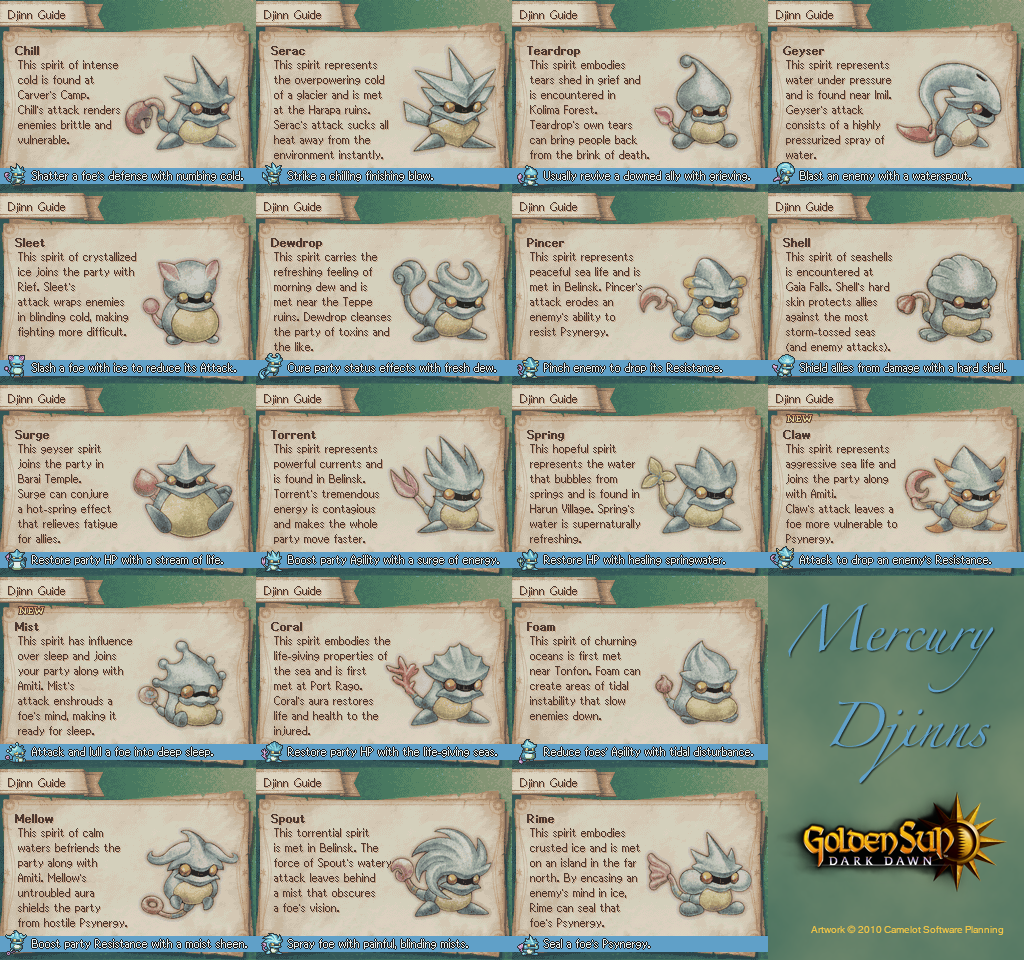 Djinn Guide
Chill
This spirit of intense
cold is found at
Carver's Camp.
Chill's attack renders
enemies brittle and
vulnerable.
Shatter a foe's defense with numbing cold.
Djinn Guide
Serac
This spirit represents
the overpowering cold
of a glacier and is met
at the Harapa ruins.
Serac's attack sucks all
heat away from the
environment instantly.
Strike a chilling finishing blow.
Djinn Guide
Teardrop
This spirit embodies
tears shed in grief and
is encountered in
Kolima Forest.
Teardrop's own tears
can bring people back
from the brink of death.
Usually revive a downed ally with grieving.
Djinn Guide
Geyser
This spirit represents
water under pressure
and is found near Imil.
Geyser's attack
consists of a highly
pressurized spray of
water.
Blast an enemy with a waterspout.
Djinn Guide
Sleet
This spirit of crystallized
ice joins the party with
Rief. Sleet's
attack wraps enemies
in blinding cold, making
fighting more difficult.
Slash a foe with ice to reduce its Attack.
Djinn Guide
Dewdrop
This spirit carries the
refreshing feeling of
morning dew and is
met near the Teppe
ruins. Dewdrop cleanses
the party of toxins and
the like.
Cure party status effects with fresh dew.
Djinn Guide
Pincer
This spirit represents
peaceful sea life and is
met in Belinsk. Pincer's
attack erodes an
enemy's ability to
resist Psynergy.
Pinch enemy to drop its Resistance.
Djinn Guide
Shell
This spirit of seashells
is encountered at
Gaia Falls. Shell's hard
skin protects allies
against the most
storm-tossed seas
(and enemy attacks).
Shield allies from damage with a hard shell.
Djinn Guide
Surge
This geyser spirit
joins the party in
Barai Temple.
Surge can conjure
a hot-spring effect
that relieves fatigue
for allies.
Restore party HP with a stream of life.
Djinn Guide
Torrent
This spirit represents
powerful currents and
is found in Belinsk.
Torrent's tremendous
energy is contagious
and makes the whole
party move faster.
Boost party Agility with a surge of energy.
Djinn Guide
Spring
This hopeful spirit
represents the water
that bubbles from
springs and is found in
Harun Village. Spring's
water is supernaturally
refreshing.
Restore HP with healing springwater.
Djinn Guide
NEW
Claw
This spirit represents
aggressive sea life and
joins the party along
with Amiti.
Claw's attack leaves a
foe more vulnerable to
Psynergy.
Attack to drop an enemy's Resistance.
Djinn Guide
NEW
Mist
This spirit has influence
over sleep and joins
your party along with
Amiti. Mist's
attack enshrouds a
foe's mind, making it
ready for sleep.
Attack and lull a foe into deep sleep.
Djinn Guide
Coral
This spirit embodies the
life-giving properties of
the sea and is first
met at Port Rago.
Coral's aura restores
life and health to the
injured.
Restore party HP with the life-giving seas.
Djinn Guide
Foam
This spirit of churning
oceans is first met
near Tonfon. Foam can
create areas of tidal
instability that slow
enemies down.
Reduce foes' Agility with tidal disturbance.
Mercury
Djinns
Djinn Guide
Mellow
This spirit of calm
waters befriends the
party along with
Amiti. Mellow's
untroubled aura
shields the party
from hostile Psynergy.
Boost party Resistance with a moist sheen.
Djinn Guide
Spout
This torrential spirit
is met in Belinsk. The
force of Spout's watery
attack leaves behind
a mist that obscures
a foe's vision.
Spray foe with painful, blinding mists.
Djinn Guide
Rime
This spirit embodies
crusted ice and is met
on an island in the far
north. By encasing an
enemy's mind in ice,
Rime can seal that
foe's Psynergy.
Seal a foe's Psynergy.
GOLDEN SUN
DARK DAWN
Artwork © 2010 Camelot Software Planning